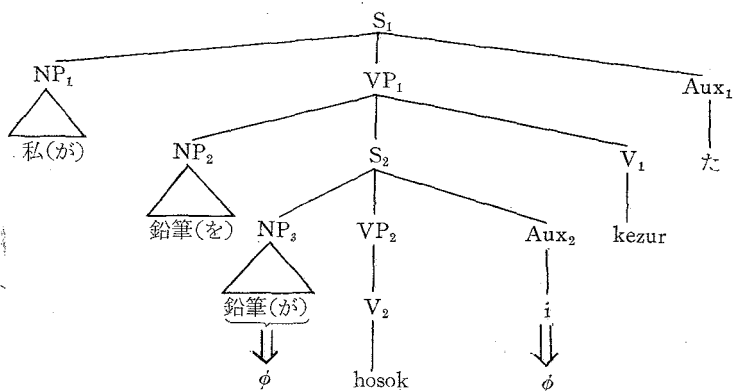 S₁
NP₁ VP₁ Aux₁
私(が) た
NP₂ S₂ V₁
鉛筆(を) kezur
NP₃ VP₂ Aux₂
鉛筆(が) V₂ i
φ hosok φ